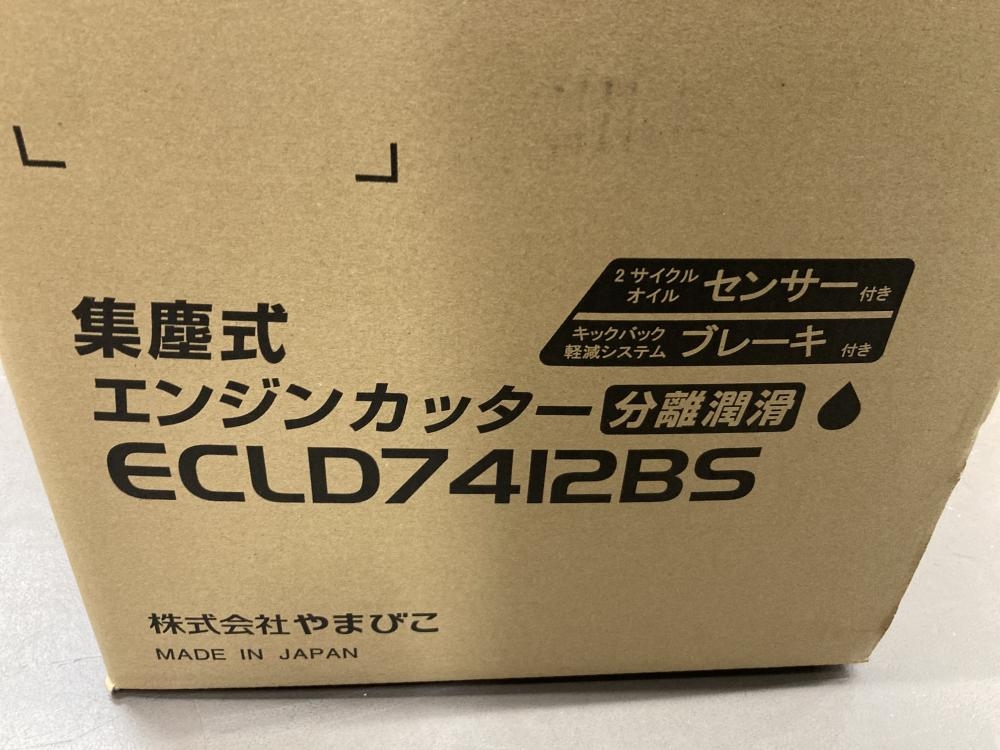 2サイクル
オイル センサー付き
キックバック
軽減システム ブレーキ 付き
集塵式
エンジンカッター 分離潤滑
ECLD7412BS
株式会社やまびこ
MADE IN JAPAN